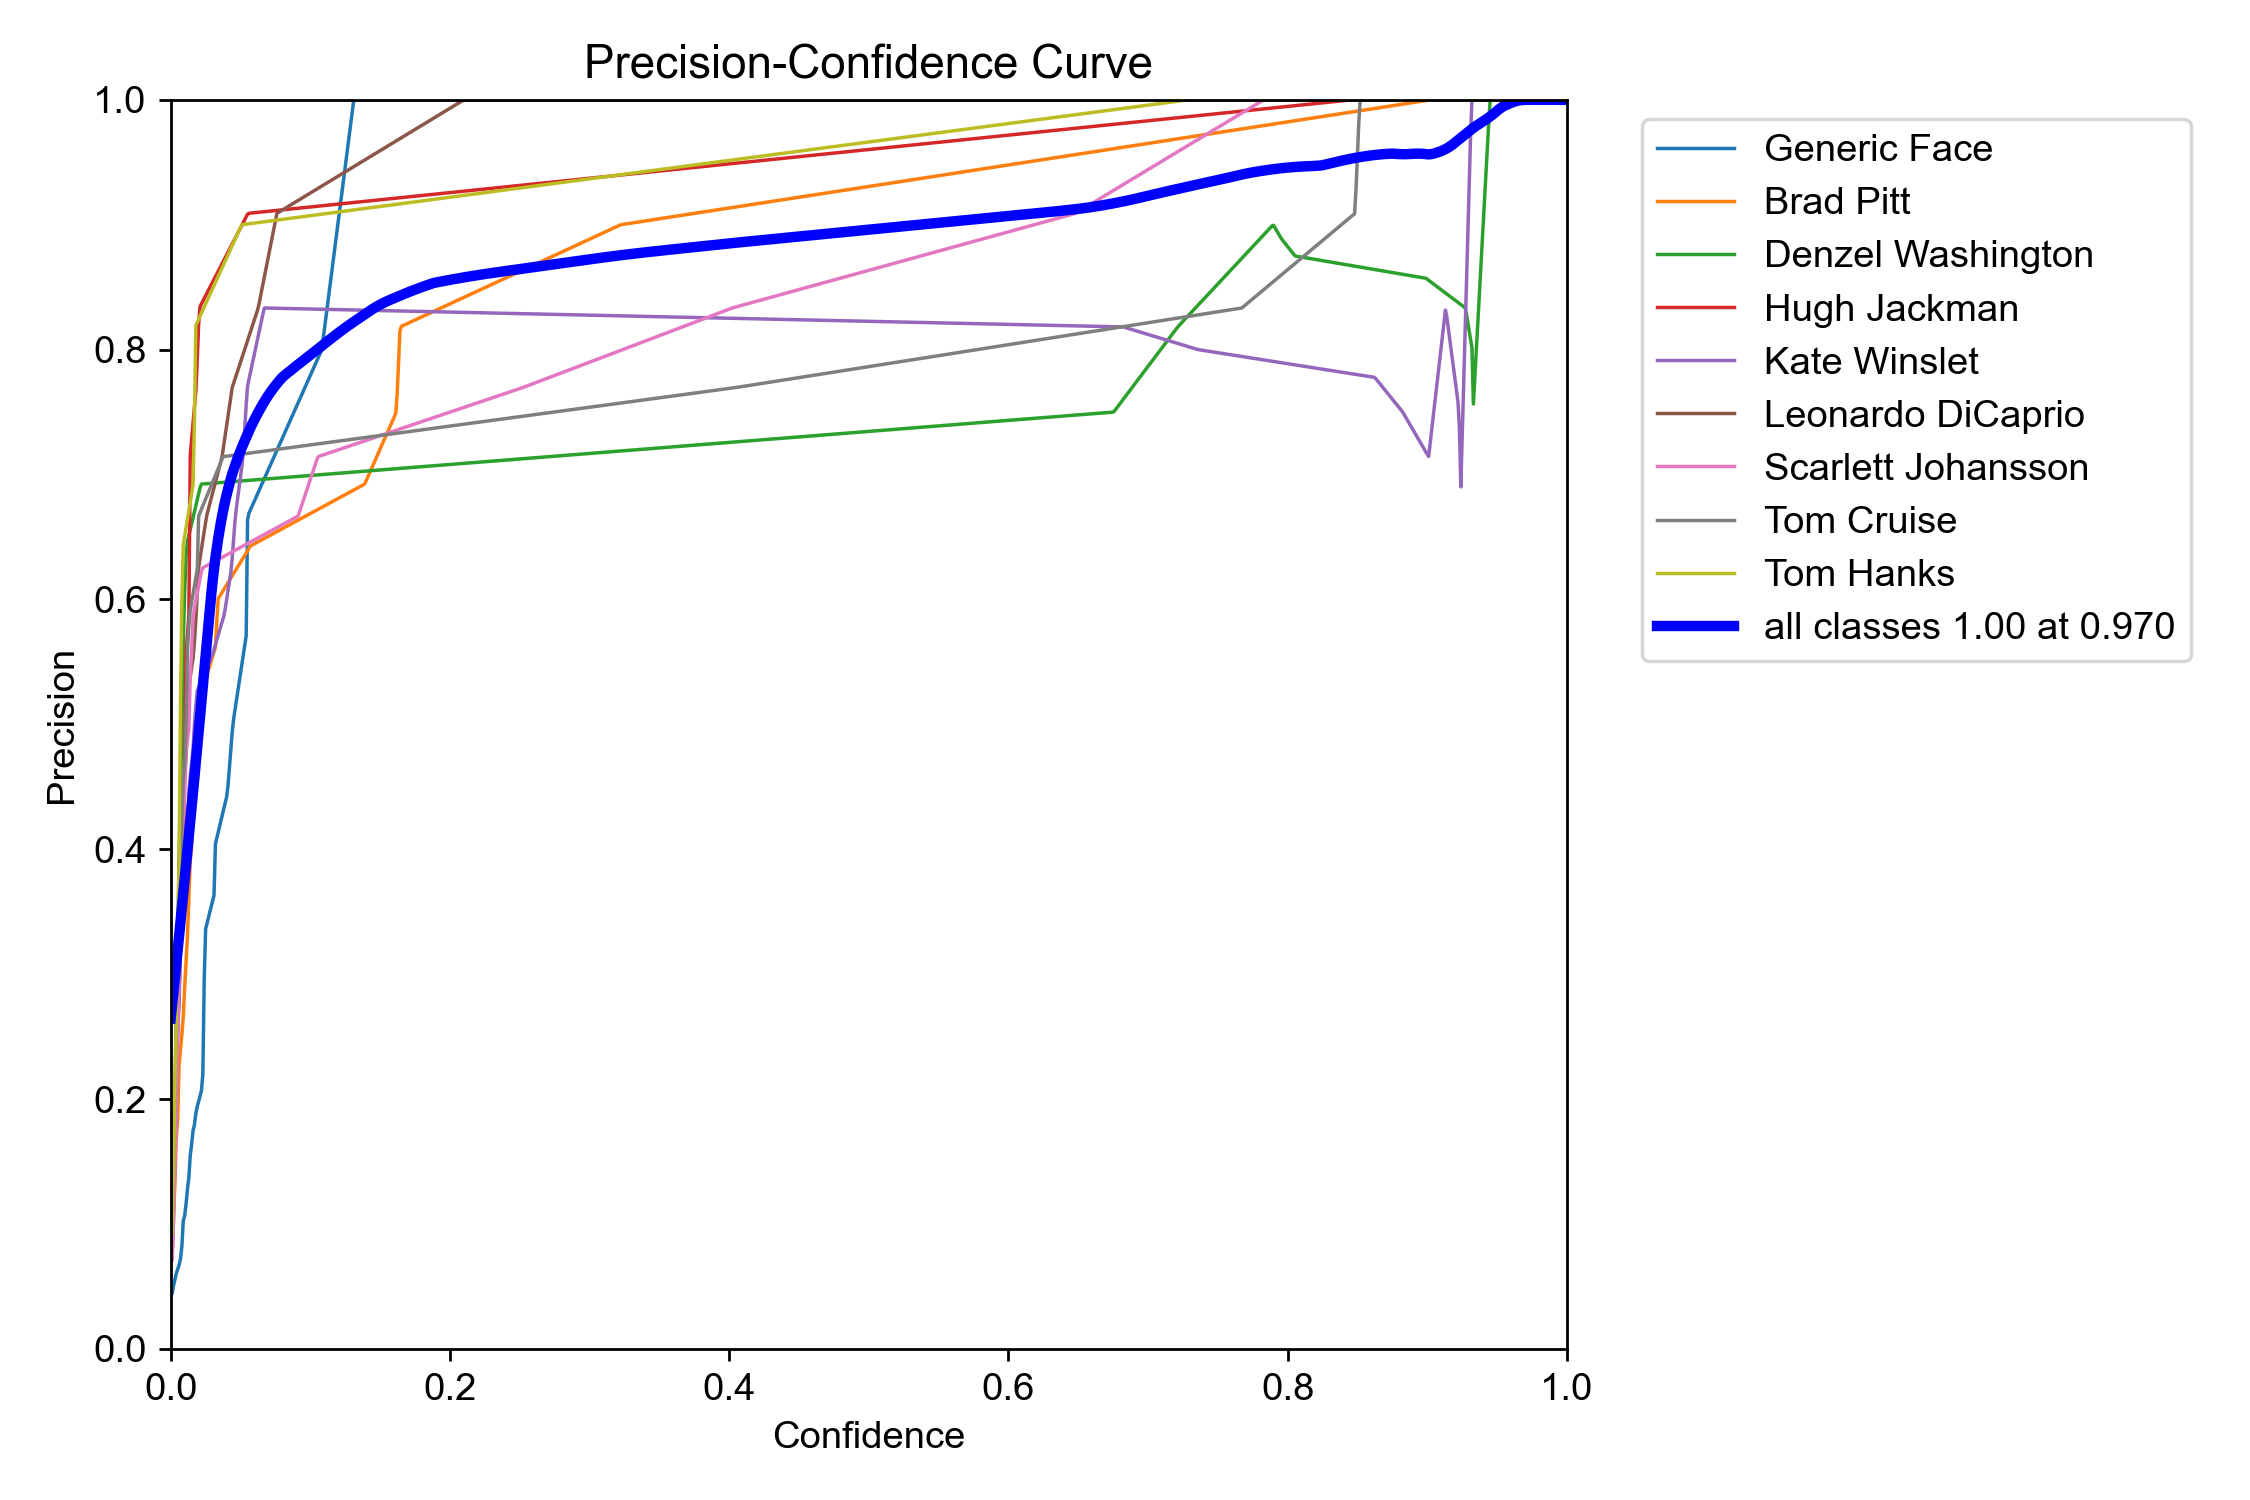 Precision-Confidence Curve
1.0
0.8
0.6
0.4
0.2
0.0
Precision
0.0 0.2 0.4 0.6 0.8 1.0
Confidence
Generic Face
Brad Pitt
Denzel Washington
Hugh Jackman
Kate Winslet
Leonardo DiCaprio
Scarlett Johansson
Tom Cruise
Tom Hanks
all classes 1.00 at 0.970